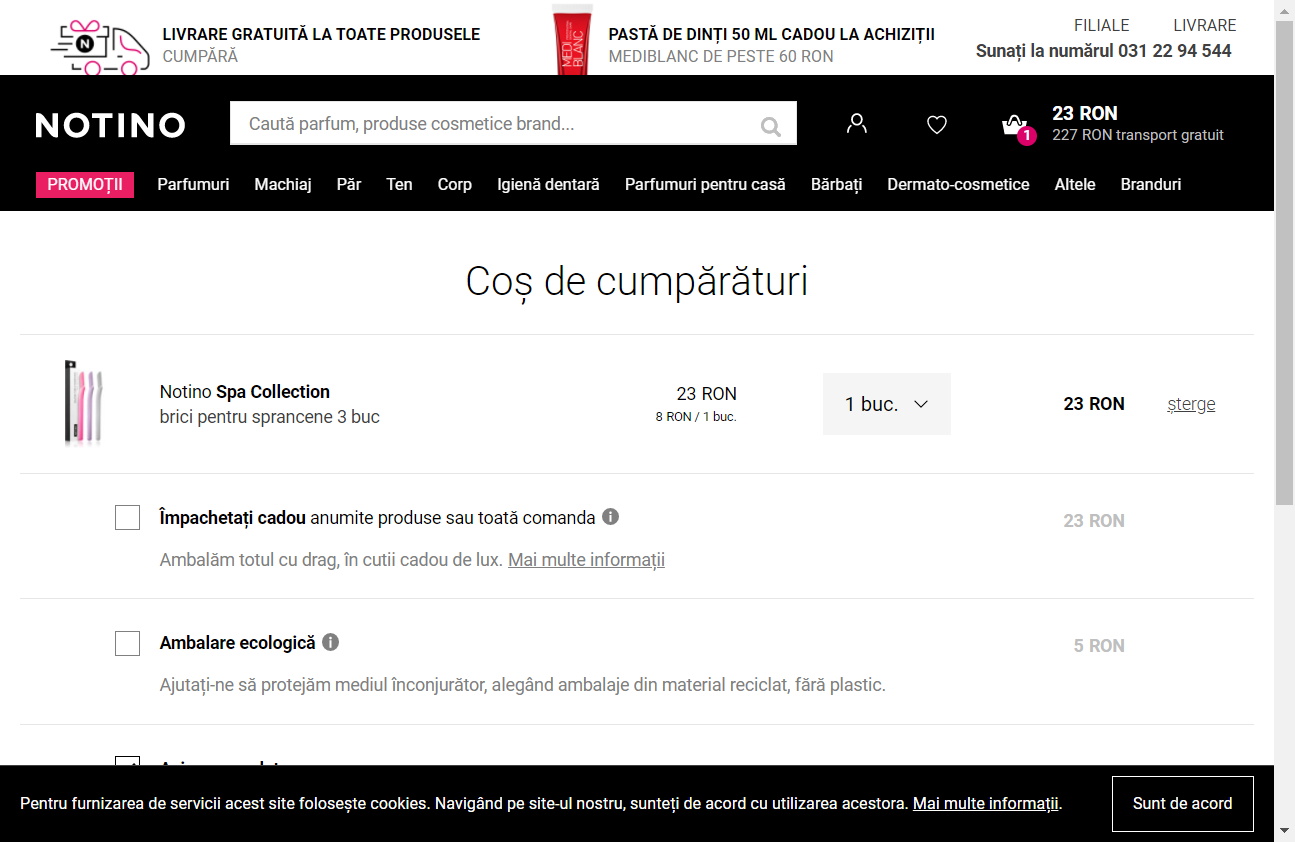 LIVRARE GRATUITĂ LA TOATE PRODUSELE
CUMPĂRĂ
N
MEDI BLANC
PASTĂ DE DINȚI 50 ML CADOU LA ACHIZIȚII
MEDIBLANC DE PESTE 60 RON
FILIALE LIVRARE
Sunați la numărul 031 22 94 544
NOTINO
Caută parfum, produse cosmetice brand...
1
23 RON
227 RON transport gratuit
PROMOȚII Parfumuri Machiaj Păr Ten Corp Igienă dentară Parfumuri pentru casă Bărbați Dermato-cosmetice Altele Branduri
Coș de cumpărături
Notino Spa Collection
brici pentru sprancene 3 buc
23 RON
8 RON / 1 buc.
1 buc.
23 RON
șterge
Împachetați cadou anumite produse sau toată comanda
23 RON
Ambalăm totul cu drag, în cutii cadou de lux. Mai multe informații
Ambalare ecologică
5 RON
Ajutați-ne să protejăm mediul înconjurător, alegând ambalaje din material reciclat, fără plastic.
Pentru furnizarea de servicii acest site folosește cookies. Navigând pe site-ul nostru, sunteți de acord cu utilizarea acestora. Mai multe informații.
Sunt de acord